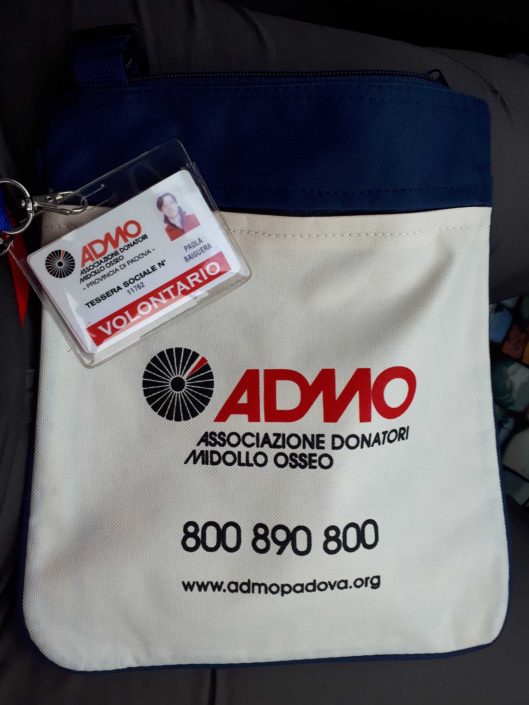 ADMO
ASSOCIAZIONE DONATORI
MIDOLLO OSSEO
- PROVINCIA DI PADOVA -
TESSERA SOCIALE N°
11762
PAOLA
BAIGUERA
VOLONTARIO
ADMO
ASSOCIAZIONE DONATORI
MIDOLLO OSSEO
800 890 800
www.admopadova.org